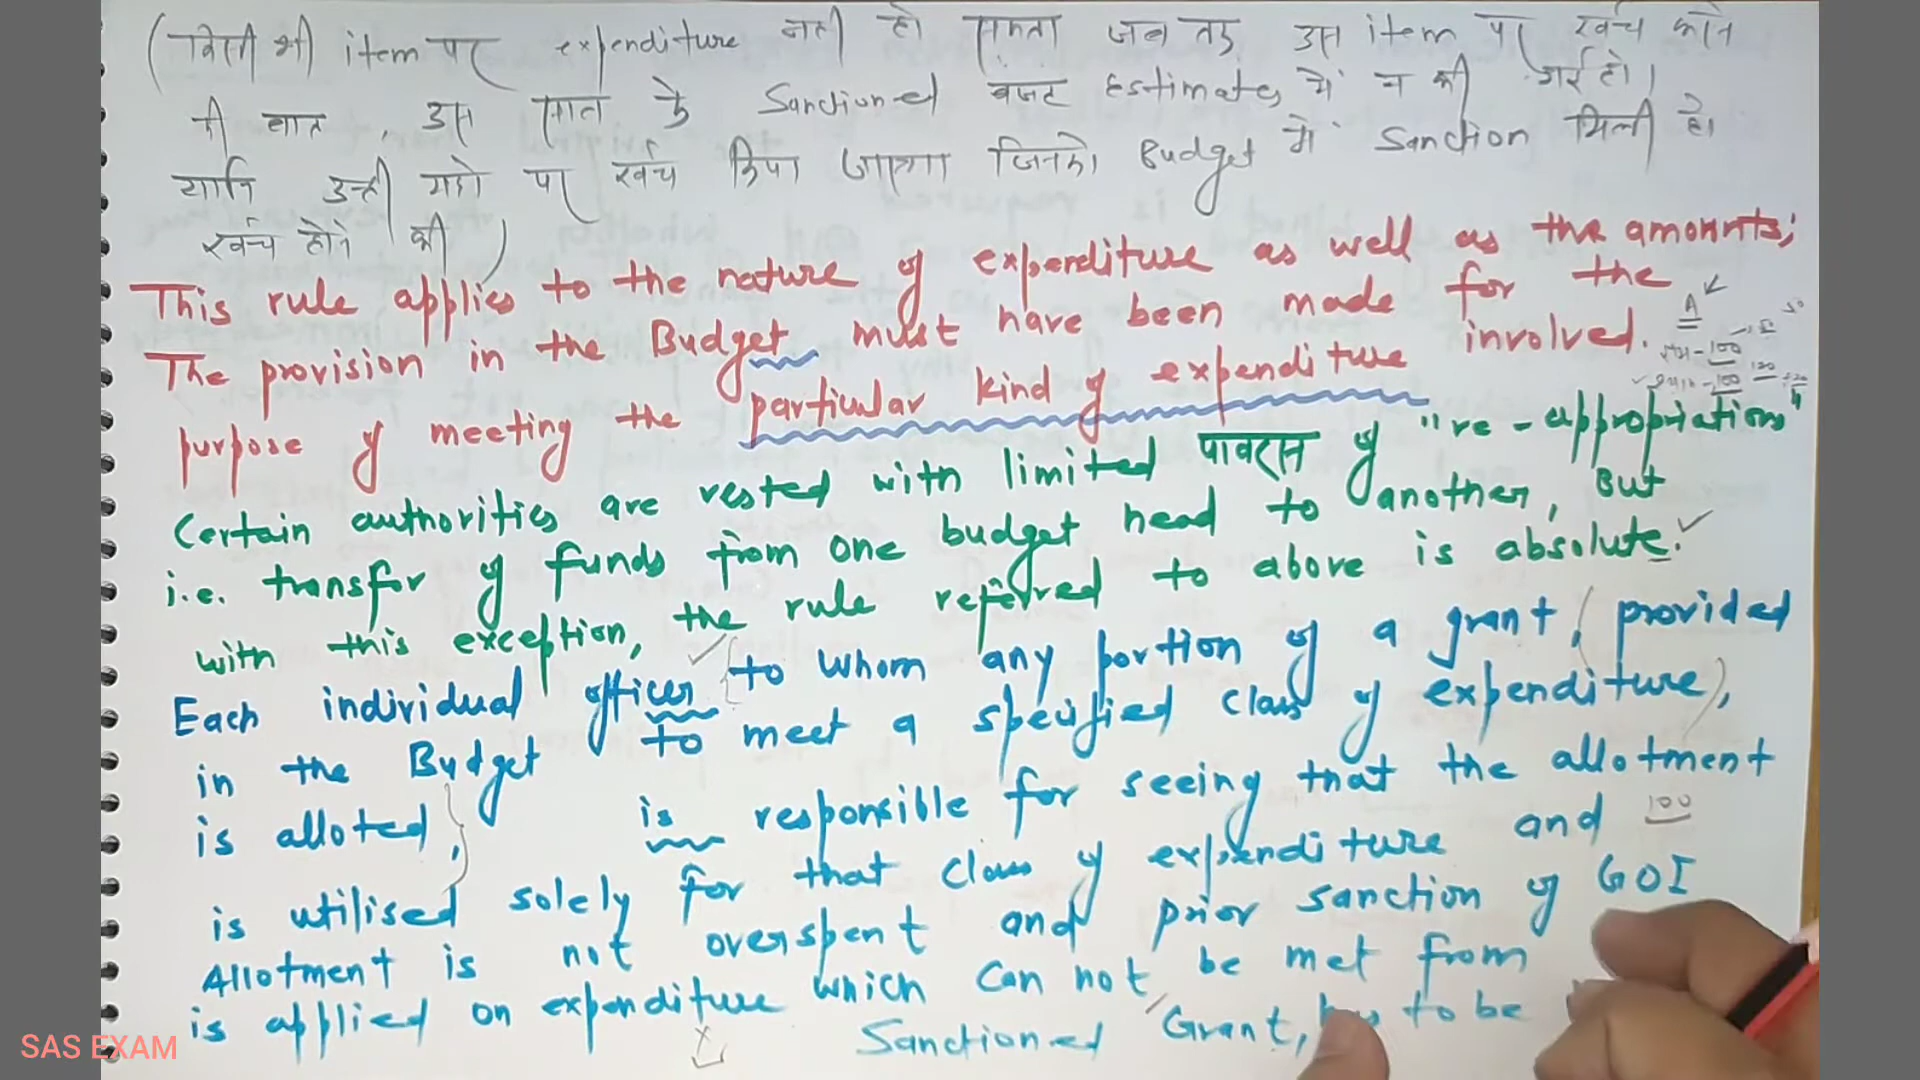 (किसी भी item पर expenditure नही हो सकता जब तक उस item पर खर्च करने
की बात, उस साल के Sanctioned बजट Estimates में न की गई हो।
यानि उन्ही मदो पर खर्च किया जाएगा जिनको Budget में Sanction मिली है।
खर्च होने की)
This rule applies to the nature of expenditure as well as the amounts;
The provision in the Budget must have been made for the
purpose of meeting the particular kind of expenditure involved.
A
100
100
Certain authorities are vested with limited पावरस of "re-appropriations"
i.e. transfer of funds from one budget head to another, But
with this exception, the rule referred to above is absolute.
Each individual officer to whom any portion of a grant, provided
in the Budget to meet a specified class of expenditure,
is alloted, is responsible for seeing that the allotment
is utilised solely for that class of expenditure and
100
Allotment is not overspent and prior sanction of GOI
is applied on expenditure which can not be met from
Sanctioned Grant, to be
SAS EXAM